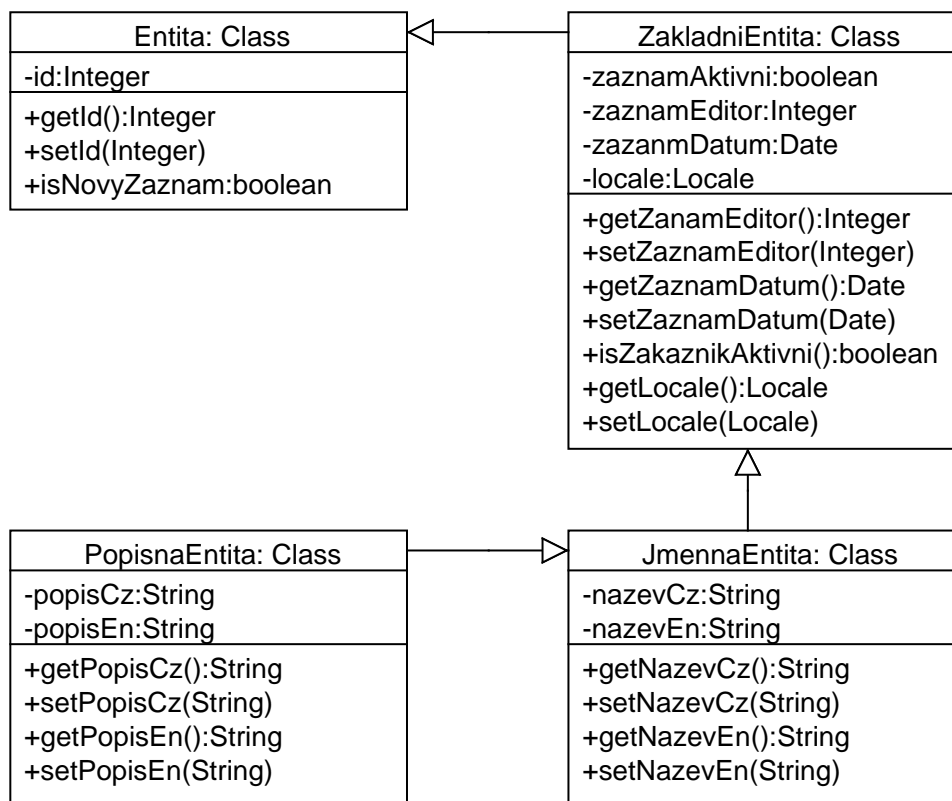 Entita: Class
-id:Integer
+getId():Integer
+setId(Integer)
+isNovyZaznam:boolean
ZakladniEntita: Class
-zaznamAktivni:boolean
-zaznamEditor:Integer
-zazanmDatum:Date
-locale:Locale
+getZanamEditor():Integer
+setZaznamEditor(Integer)
+getZaznamDatum():Date
+setZaznamDatum(Date)
+isZakaznikAktivni():boolean
+getLocale():Locale
+setLocale(Locale)
PopisnaEntita: Class
-popisCz:String
-popisEn:String
+getPopisCz():String
+setPopisCz(String)
+getPopisEn():String
+setPopisEn(String)
JmennaEntita: Class
-nazevCz:String
-nazevEn:String
+getNazevCz():String
+setNazevCz(String)
+getNazevEn():String
+setNazevEn(String)